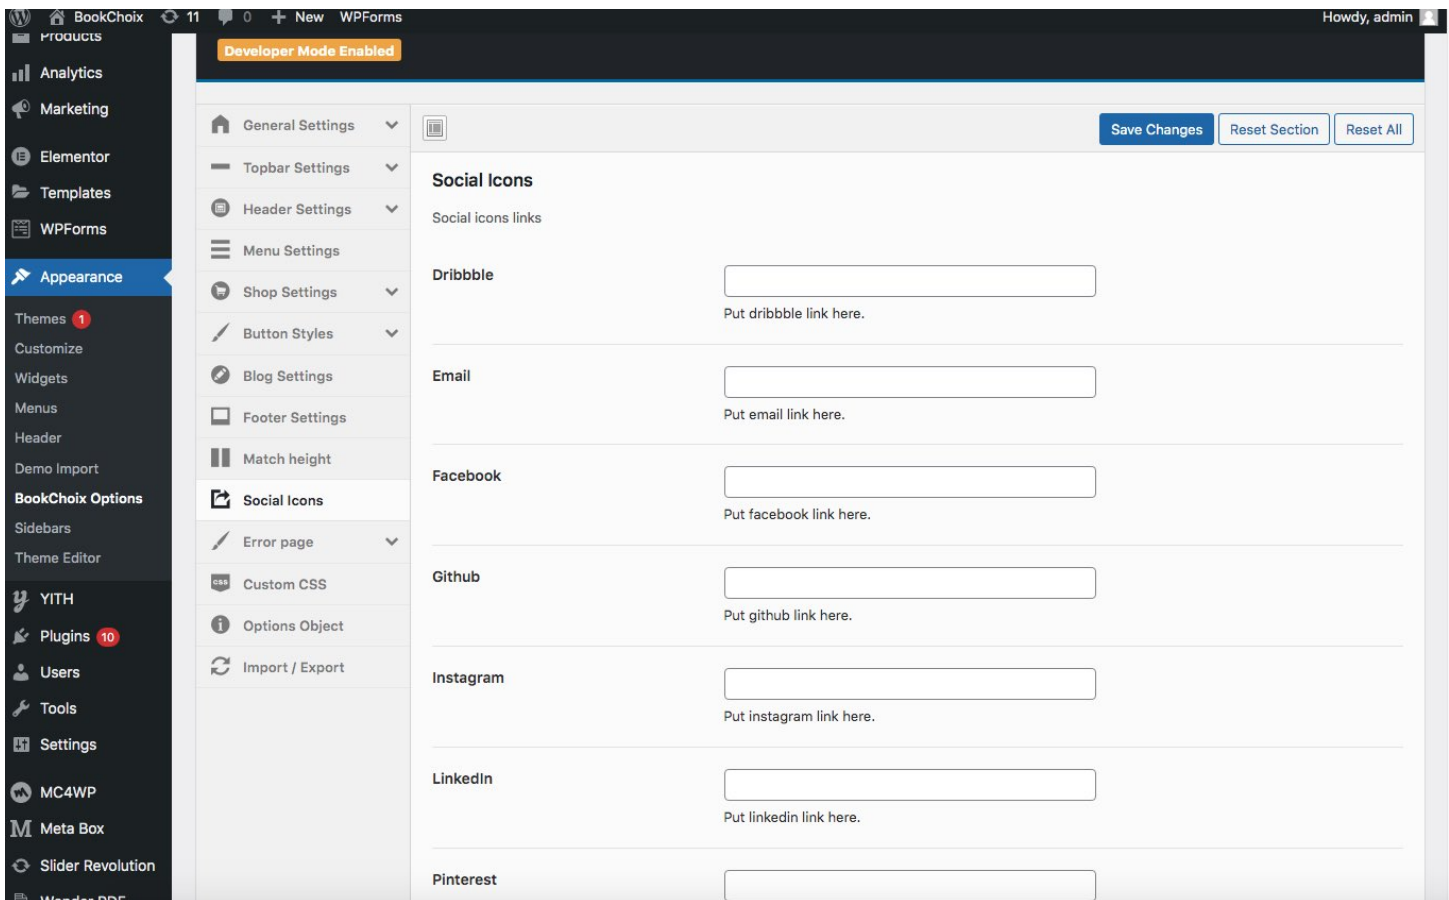 BookChoix 11 0 New WPForms Howdy, admin
Products
Analytics
Marketing
Elementor
Templates
WPForms
Appearance
Themes 1
Customize
Widgets
Menus
Header
Demo Import
BookChoix Options
Sidebars
Theme Editor
YITH
Plugins 10
Users
Tools
Settings
MC4WP
Meta Box
Slider Revolution
Wonder PDF
Developer Mode Enabled
General Settings
Topbar Settings
Header Settings
Menu Settings
Shop Settings
Button Styles
Blog Settings
Footer Settings
Match height
Social Icons
Error page
CSS Custom CSS
Options Object
Import / Export
Save Changes Reset Section Reset All
Social Icons
Social icons links
Dribbble
Put dribbble link here.
Email
Put email link here.
Facebook
Put facebook link here.
Github
Put github link here.
Instagram
Put instagram link here.
LinkedIn
Put linkedin link here.
Pinterest